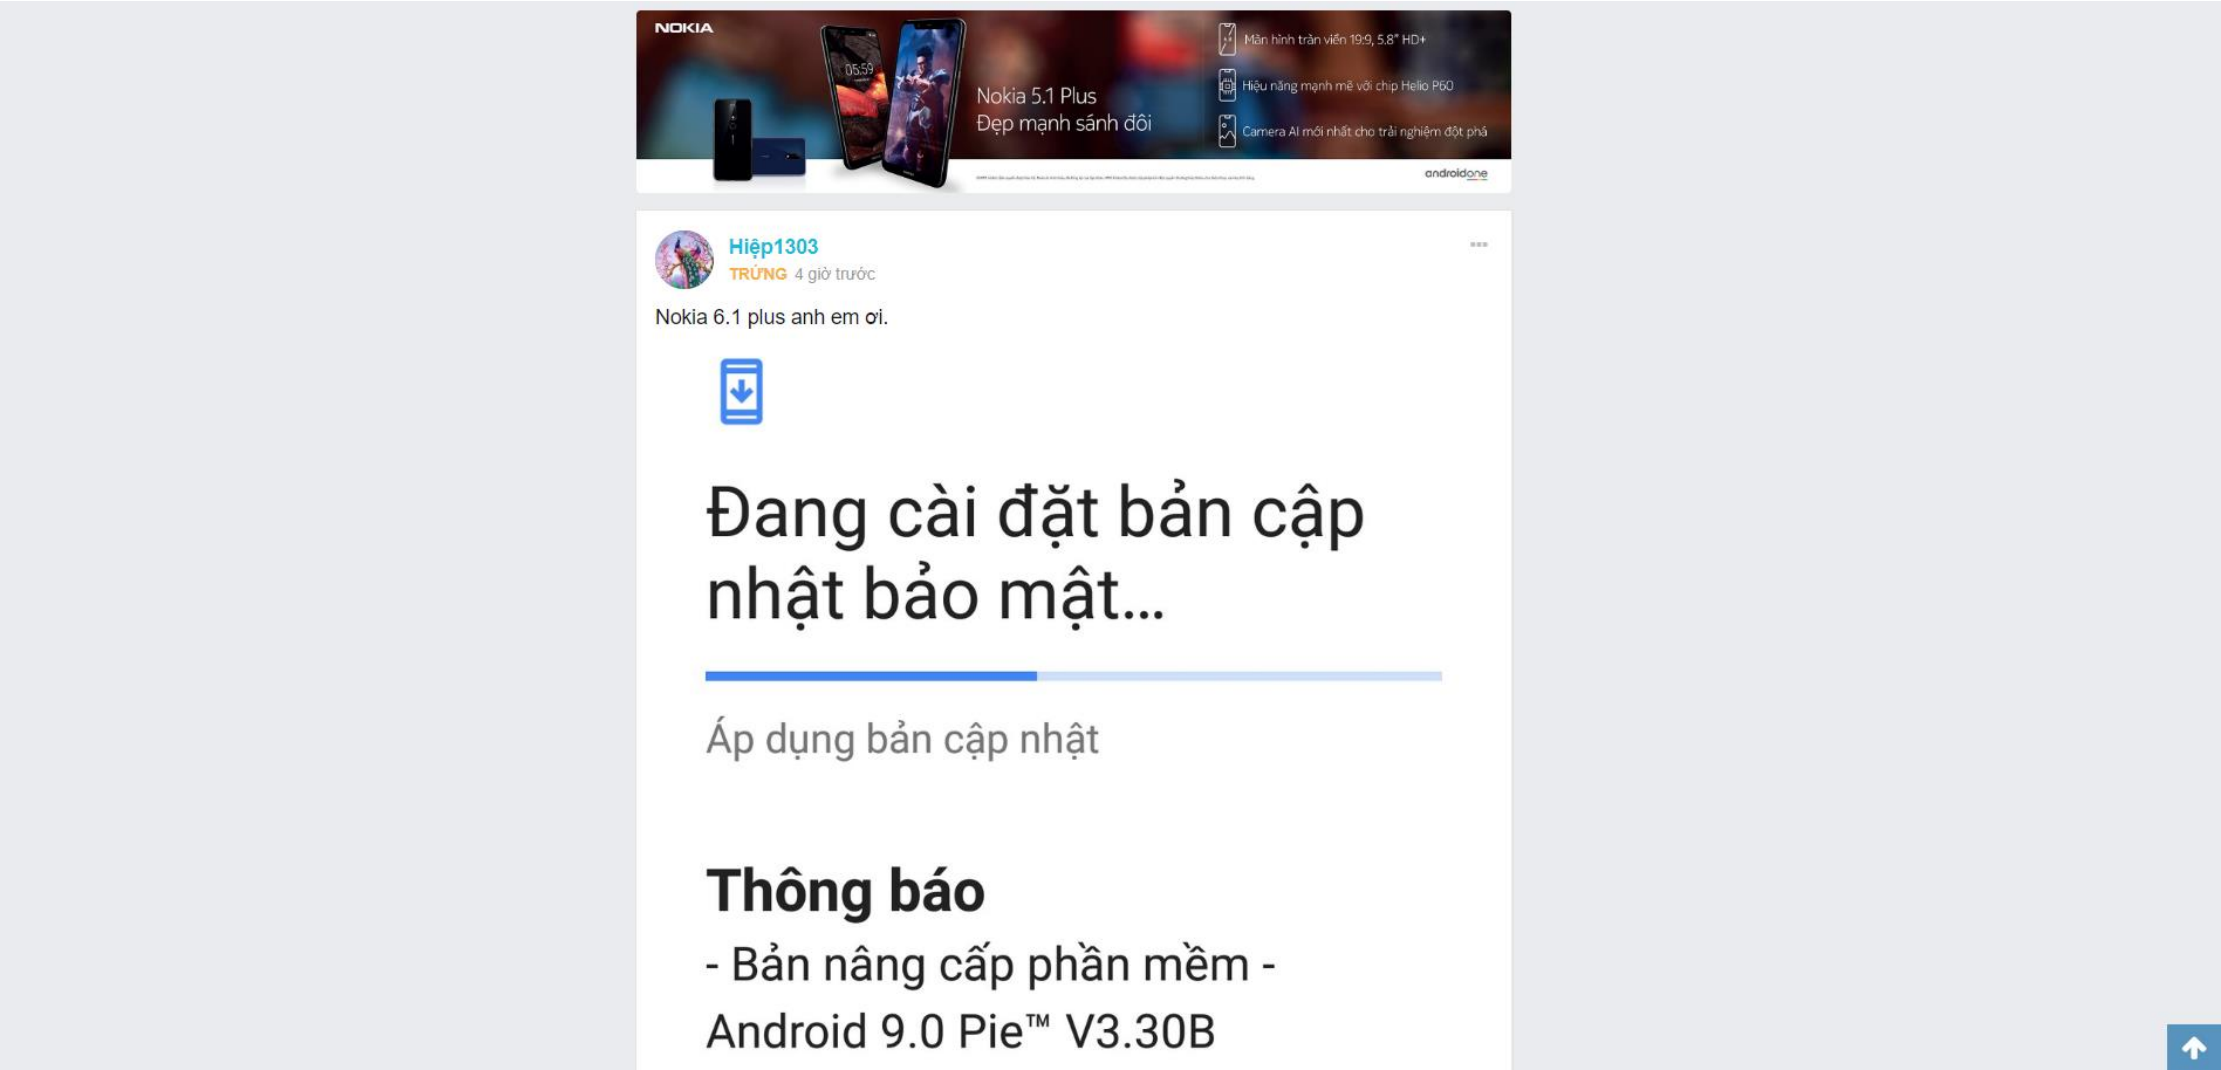 NOKIA
05:59
Nokia 5.1 Plus
Đẹp mạnh sánh đôi
Màn hình tràn viền 19:9, 5.8" HD+
Hiệu năng mạnh mẽ với chip Helio P60
Camera AI mới nhất cho trải nghiệm đột phá
androidone
Hiệp1303
TRỨNG 4 giờ trước
Nokia 6.1 plus anh em ơi.
Đang cài đặt bản cập
nhật bảo mật...
Áp dụng bản cập nhật
Thông báo
- Bản nâng cấp phần mềm -
Android 9.0 Pie™ V3.30B